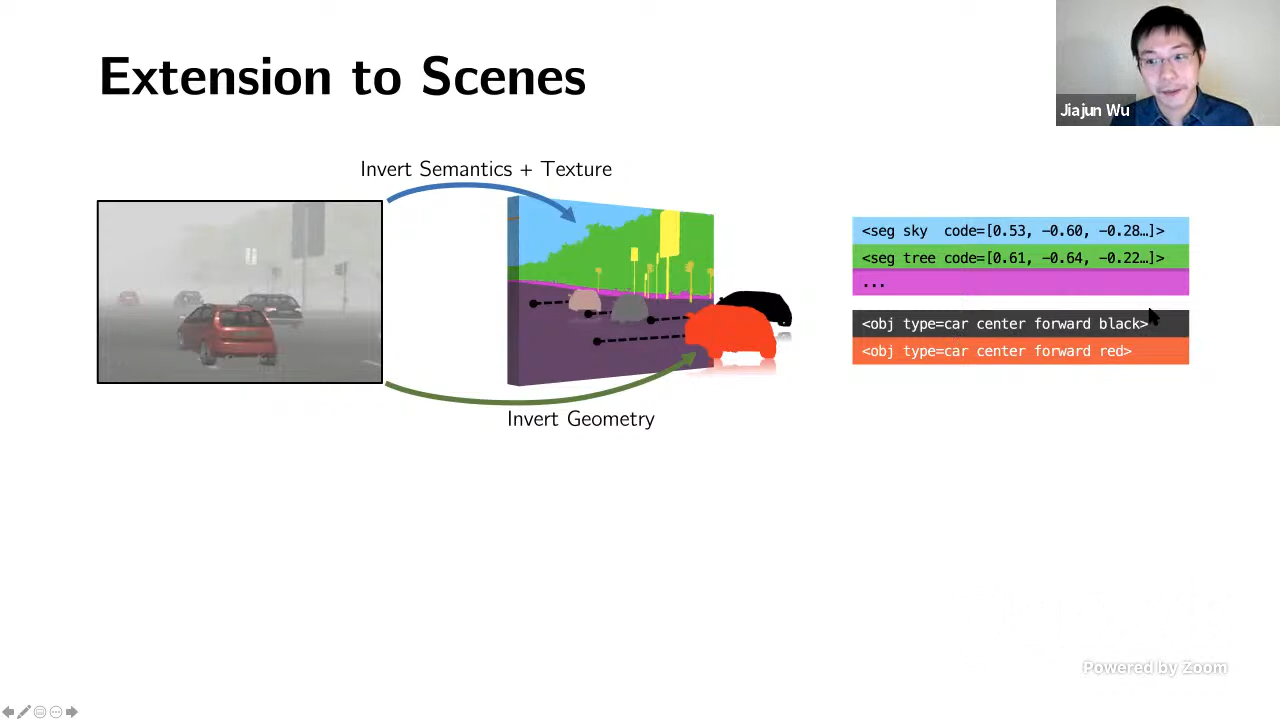 Extension to Scenes
Jiajun Wu
Invert Semantics + Texture
<seg sky  code=[0.53, -0.60, -0.28…]>
<seg tree code=[0.61, -0.64, -0.22…]>
...
<obj type=car center forward black>
<obj type=car center forward red>
Invert Geometry
Powered by Zoom